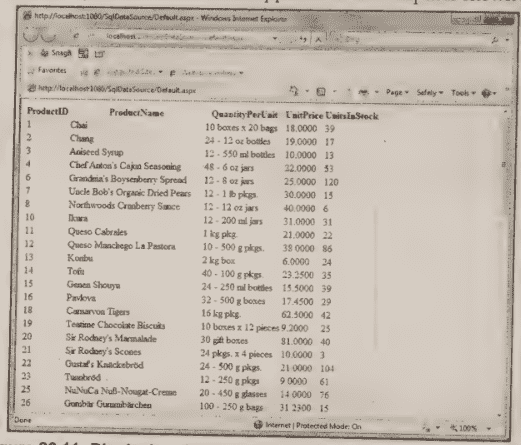 http://localhost:1080/SqlDataSource/Default.aspx - Windows Internet Explorer
localhost
SnagIt
Favorites
http://localhost:1080/SqlDataSource/Default.aspx Page Safety Tools
ProductID ProductName QuantityPerUnit UnitPrice UnitsInStock
1 Chai 10 boxes x 20 bags 18.0000 39
2 Chang 24 - 12 oz bottles 19.0000 17
3 Aniseed Syrup 12 - 550 ml bottles 10.0000 13
4 Chef Anton's Cajun Seasoning 48 - 6 oz jars 22.0000 53
6 Grandma's Boysenberry Spread 12 - 8 oz jars 25.0000 120
7 Uncle Bob's Organic Dried Pears 12 - 1 lb pkgs. 30.0000 15
8 Northwoods Cranberry Sauce 12 - 12 oz jars 40.0000 6
10 Ikura 12 - 200 ml jars 31.0000 31
11 Queso Cabrales 1 kg pkg. 21.0000 22
12 Queso Manchego La Pastora 10 - 500 g pkgs. 38.0000 86
13 Konbu 2 kg box 6.0000 24
14 Tofu 40 - 100 g pkgs. 23.2500 35
15 Genen Shouyu 24 - 250 ml bottles 15.5000 39
16 Pavlova 32 - 500 g boxes 17.4500 29
18 Carnarvon Tigers 16 kg pkg. 62.5000 42
19 Teatime Chocolate Biscuits 10 boxes x 12 pieces 9.2000 25
20 Sir Rodney's Marmalade 30 gift boxes 81.0000 40
21 Sir Rodney's Scones 24 pkgs. x 4 pieces 10.0000 3
22 Gustaf's Knäckebröd 24 - 500 g pkgs. 21.0000 104
23 Tunnbröd 12 - 250 g pkgs. 9.0000 61
25 NuNuCa Nuß-Nougat-Creme 20 - 450 g glasses 14.0000 76
26 Gumbär Gummibärchen 100 - 250 g bags 31.2300 15
Done Internet | Protected Mode: On 100%